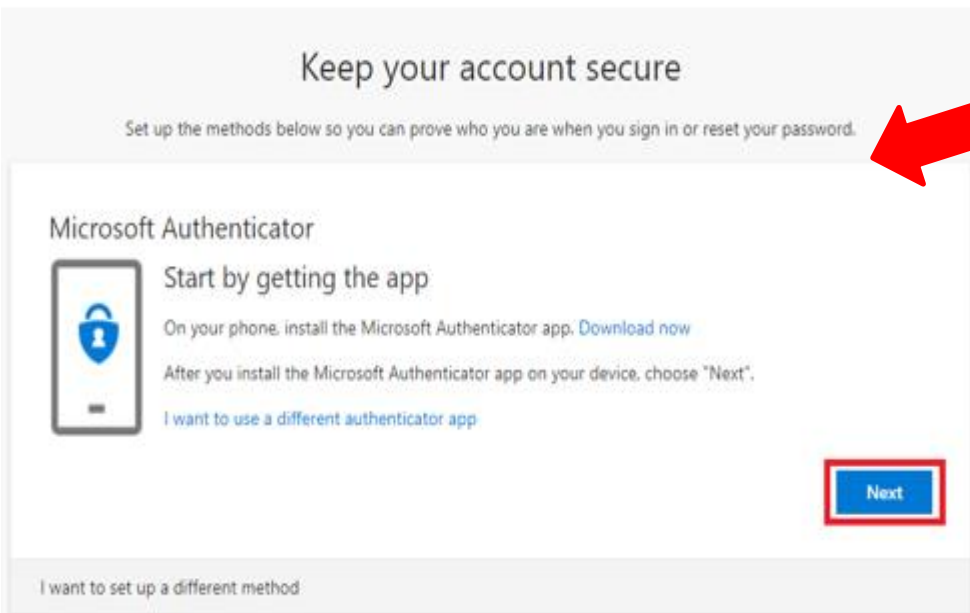 Keep your account secure
Set up the methods below so you can prove who you are when you sign in or reset your password.
Microsoft Authenticator
Start by getting the app
On your phone, install the Microsoft Authenticator app. Download now
After you install the Microsoft Authenticator app on your device, choose "Next".
I want to use a different authenticator app
Next
I want to set up a different method